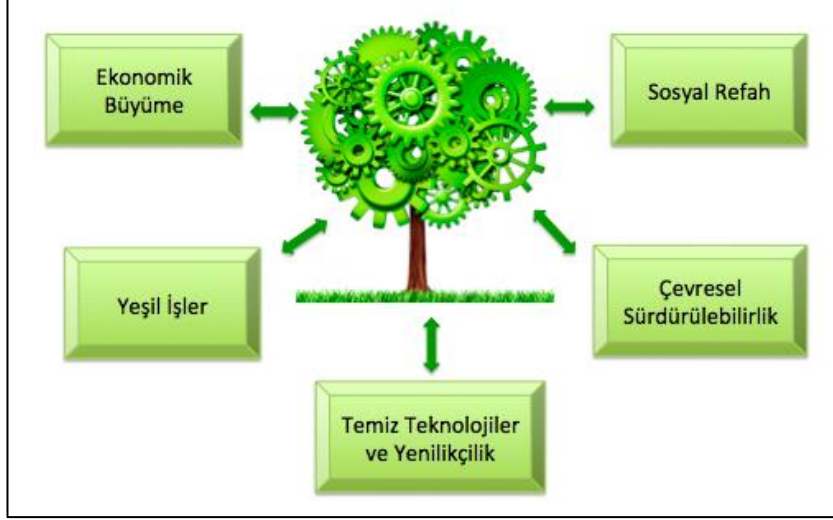 Ekonomik
Büyüme
Sosyal Refah
Yeşil İşler
Çevresel
Sürdürülebilirlik
Temiz Teknolojiler
ve Yenilikçilik